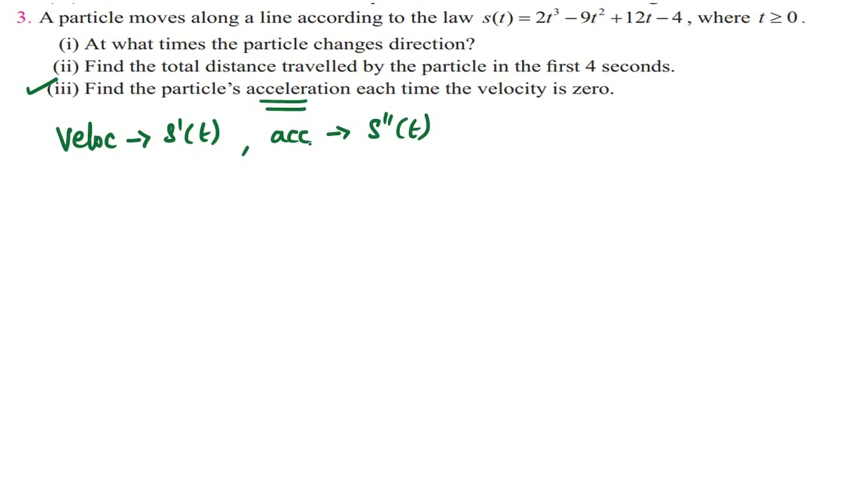 3. A particle moves along a line according to the law s(t) = 2t³ − 9t² + 12t − 4, where t ≥ 0.
(i) At what times the particle changes direction?
(ii) Find the total distance travelled by the particle in the first 4 seconds.
(iii) Find the particle's acceleration each time the velocity is zero.
Veloc → s'(t), acc. → s''(t)